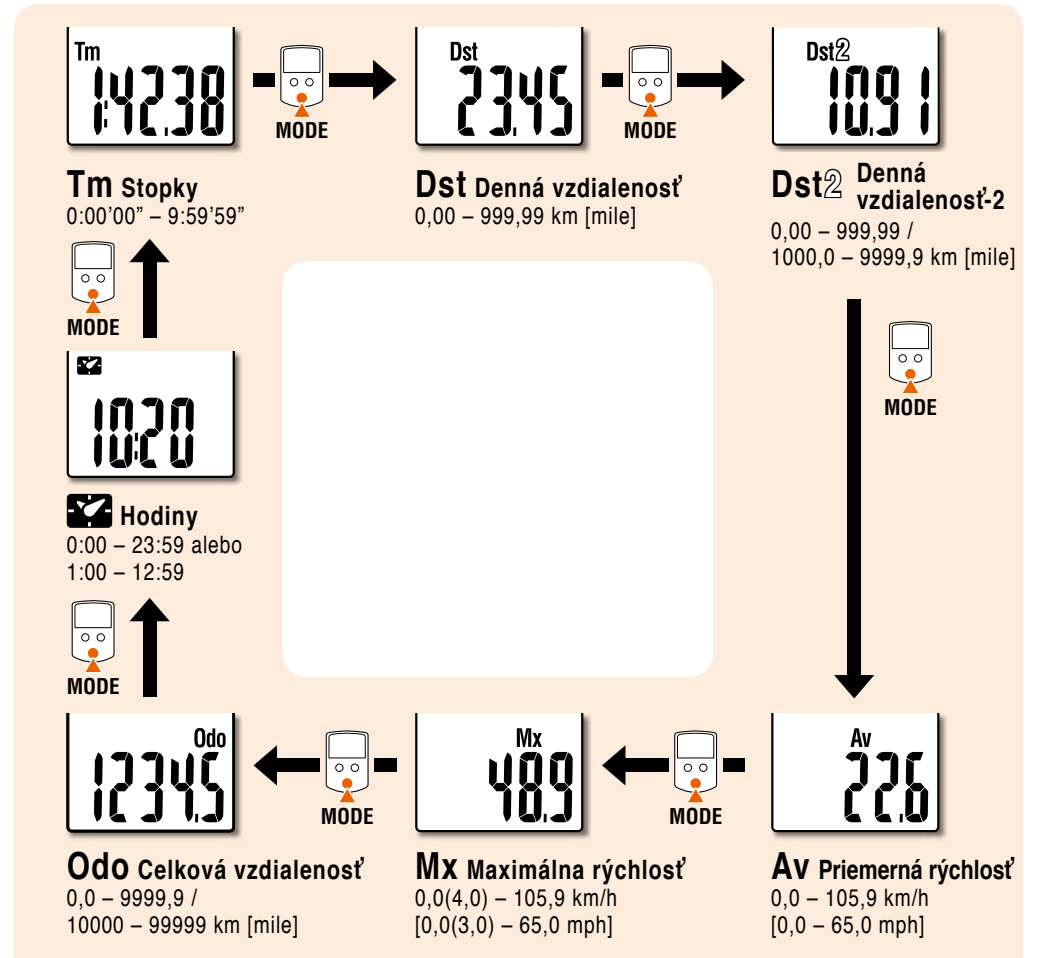 Tm
1:42.38
MODE
Dst
23.45
MODE
Dst2
10.91
Tm Stopky
0:00’00” – 9:59’59”
Dst Denná vzdialenosť
0,00 – 999,99 km [mile]
Dst2 Denná
vzdialenosť-2
0,00 – 999,99 /
1000,0 – 9999,9 km [mile]
MODE
MODE
10:20
Hodiny
0:00 – 23:59 alebo
1:00 – 12:59
MODE
Odo
1234.5
MODE
Mx
48.9
MODE
Av
22.6
Odo Celková vzdialenosť
0,0 – 9999,9 /
10000 – 99999 km [mile]
Mx Maximálna rýchlosť
0,0(4,0) – 105,9 km/h
[0,0(3,0) – 65,0 mph]
Av Priemerná rýchlosť
0,0 – 105,9 km/h
[0,0 – 65,0 mph]